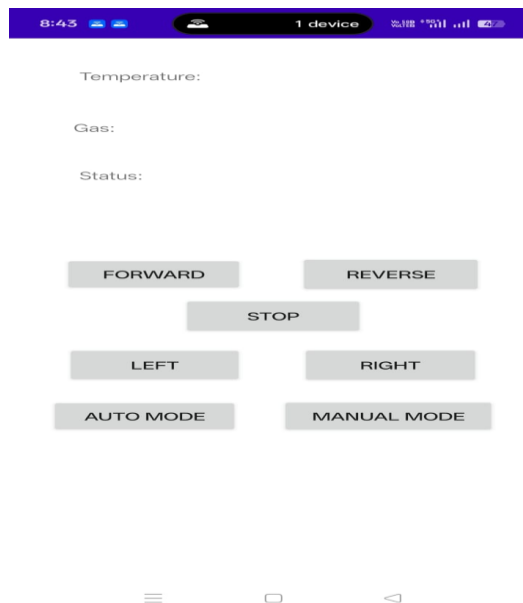 8:43 1 device
Temperature:
Gas:
Status:
FORWARD REVERSE
STOP
LEFT RIGHT
AUTO MODE MANUAL MODE